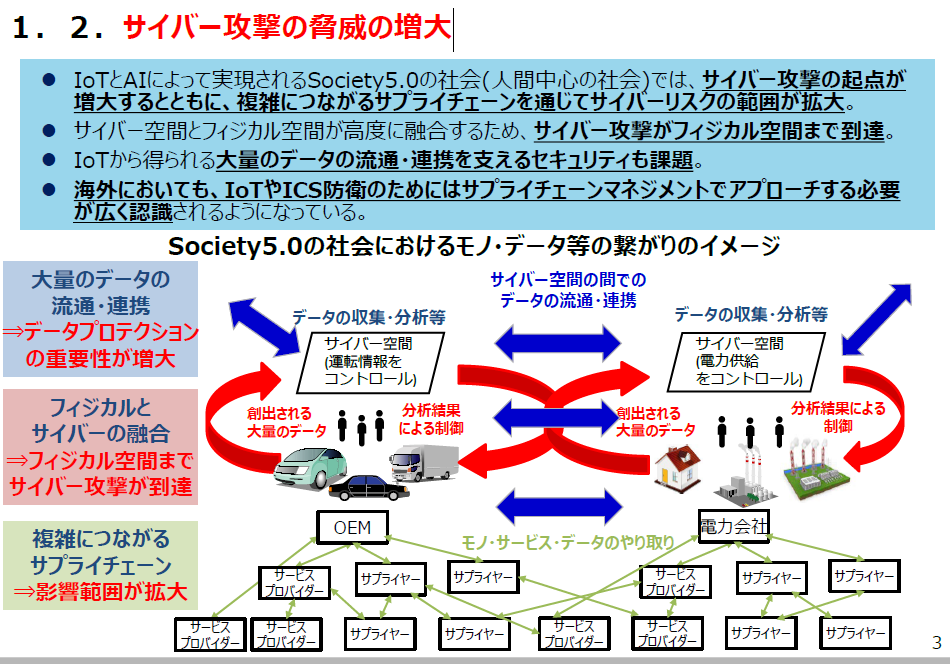 １．２．サイバー攻撃の脅威の増大
● IoTとAIによって実現されるSociety5.0の社会(人間中心の社会)では、サイバー攻撃の起点が
増大するとともに、複雑につながるサプライチェーンを通じてサイバーリスクの範囲が拡大。
● サイバー空間とフィジカル空間が高度に融合するため、サイバー攻撃がフィジカル空間まで到達。
● IoTから得られる大量のデータの流通・連携を支えるセキュリティも課題。
● 海外においても、IoTやICS防衛のためにはサプライチェーンマネジメントでアプローチする必要
が広く認識されるようになっている。
Society5.0の社会におけるモノ・データ等の繋がりのイメージ
大量のデータの
流通・連携
⇒データプロテクション
の重要性が増大
フィジカルと
サイバーの融合
⇒フィジカル空間まで
サイバー攻撃が到達
複雑につながる
サプライチェーン
⇒影響範囲が拡大
サイバー空間の間での
データの流通・連携
データの収集・分析等
サイバー空間
(運転情報を
コントロール)
創出される
大量のデータ
分析結果
による制御
データの収集・分析等
サイバー空間
(電力供給
をコントロール)
創出される
大量のデータ
分析結果による
制御
OEM
モノ・サービス・データのやり取り
電力会社
サービス
プロバイダー
サプライヤー
サプライヤー
サービス
プロバイダー
サプライヤー
サプライヤー
サービス
プロバイダー
サービス
プロバイダー
サプライヤー
サプライヤー
サービス
プロバイダー
サービス
プロバイダー
サプライヤー
サプライヤー
3